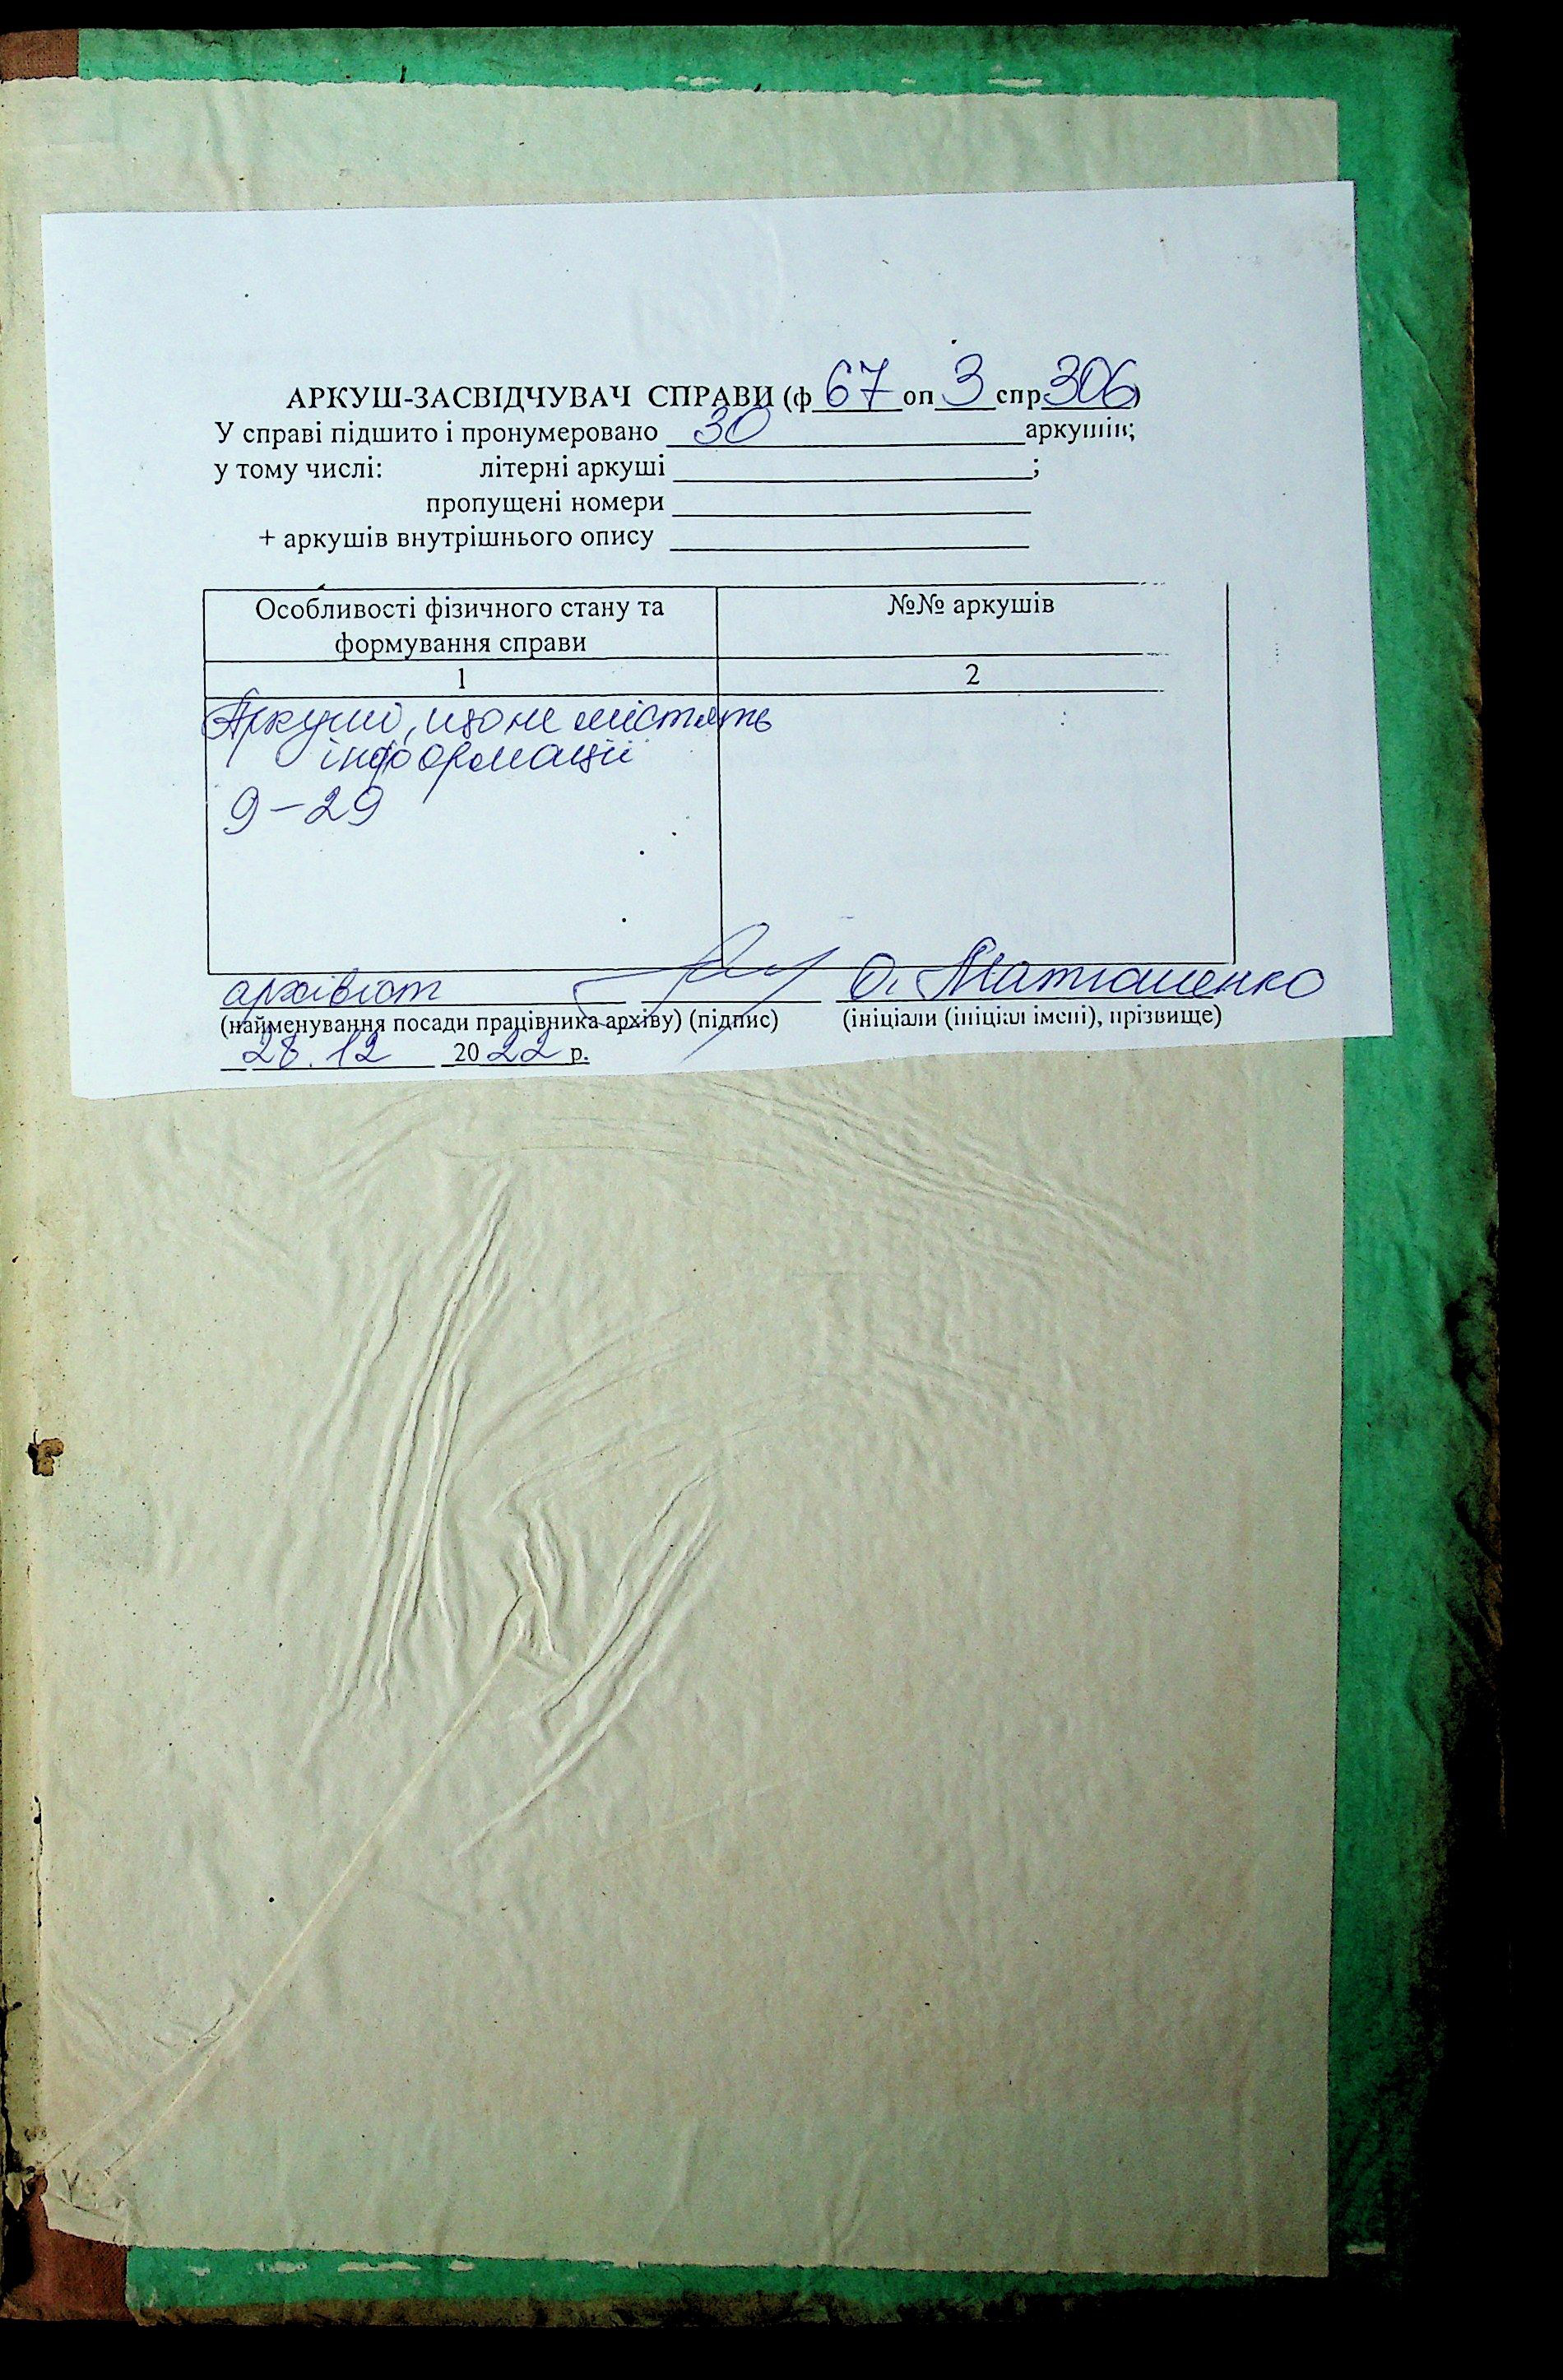 АРКУШ-ЗАСВІДЧУВАЧ СПРАВИ (ф 67 оп 3 спр 306)
У справі підшито і пронумеровано 30 аркушів;
у тому числі: літерні аркуші ;
пропущені номери
+ аркушів внутрішнього опису
Особливості фізичного стану та формування справи №№ аркушів
1 2
Аркуші, що не містять
інформації
9-29
архівіст О. Матюшенко
(найменування посади працівника архіву) (підпис) (ініціали (ініціал імені), прізвище)
28.12 2022 р.